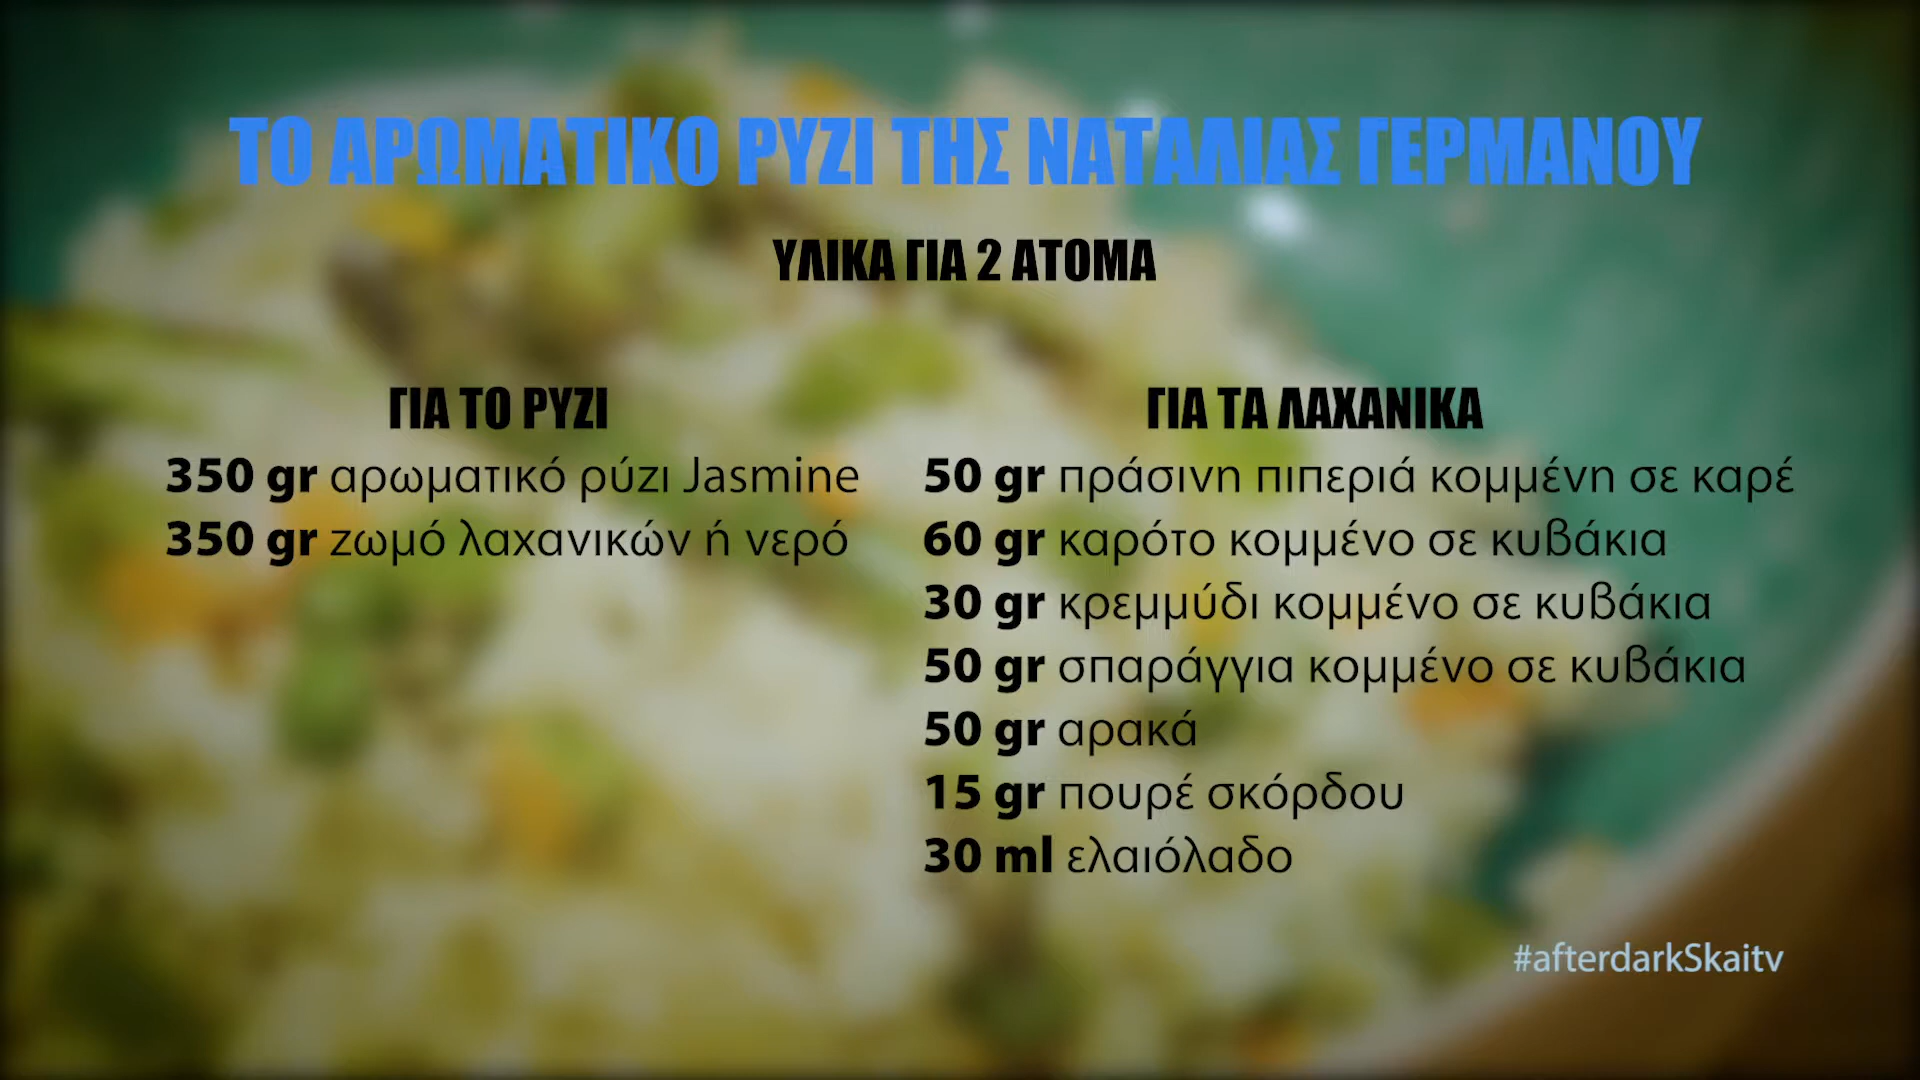 ΤΟ ΑΡΩΜΑΤΙΚΟ ΡΥΖΙ ΤΗΣ ΝΑΤΑΛΙΑΣ ΓΕΡΜΑΝΟΥ
ΥΛΙΚΑ ΓΙΑ 2 ΑΤΟΜΑ
ΓΙΑ ΤΟ ΡΥΖΙ
350 gr αρωματικό ρύζι Jasmine
350 gr ζωμό λαχανικών ή νερό
ΓΙΑ ΤΑ ΛΑΧΑΝΙΚΑ
50 gr πράσινη πιπεριά κομμένη σε καρέ
60 gr καρότο κομμένο σε κυβάκια
30 gr κρεμμύδι κομμένο σε κυβάκια
50 gr σπαράγγια κομμένο σε κυβάκια
50 gr αρακά
15 gr πουρέ σκόρδου
30 ml ελαιόλαδο
#afterdarkSkaitv